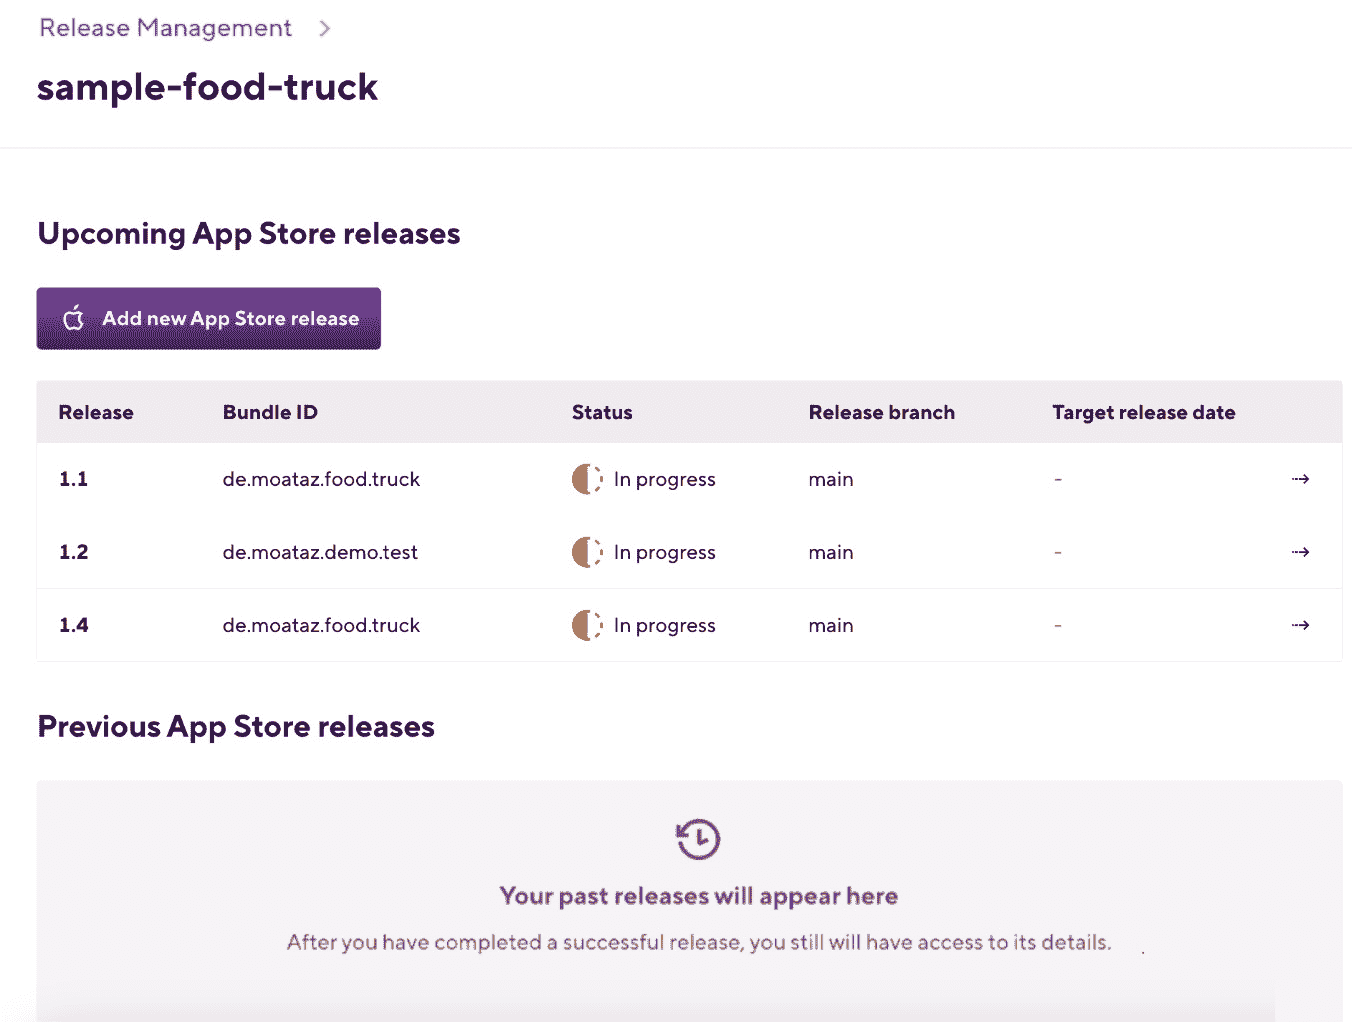 Release Management
sample-food-truck
Upcoming App Store releases
Add new App Store release
Release Bundle ID Status Release branch Target release date
1.1 de.moataz.food.truck In progress main -
1.2 de.moataz.demo.test In progress main -
1.4 de.moataz.food.truck In progress main -
Previous App Store releases
Your past releases will appear here
After you have completed a successful release, you still will have access to its details.